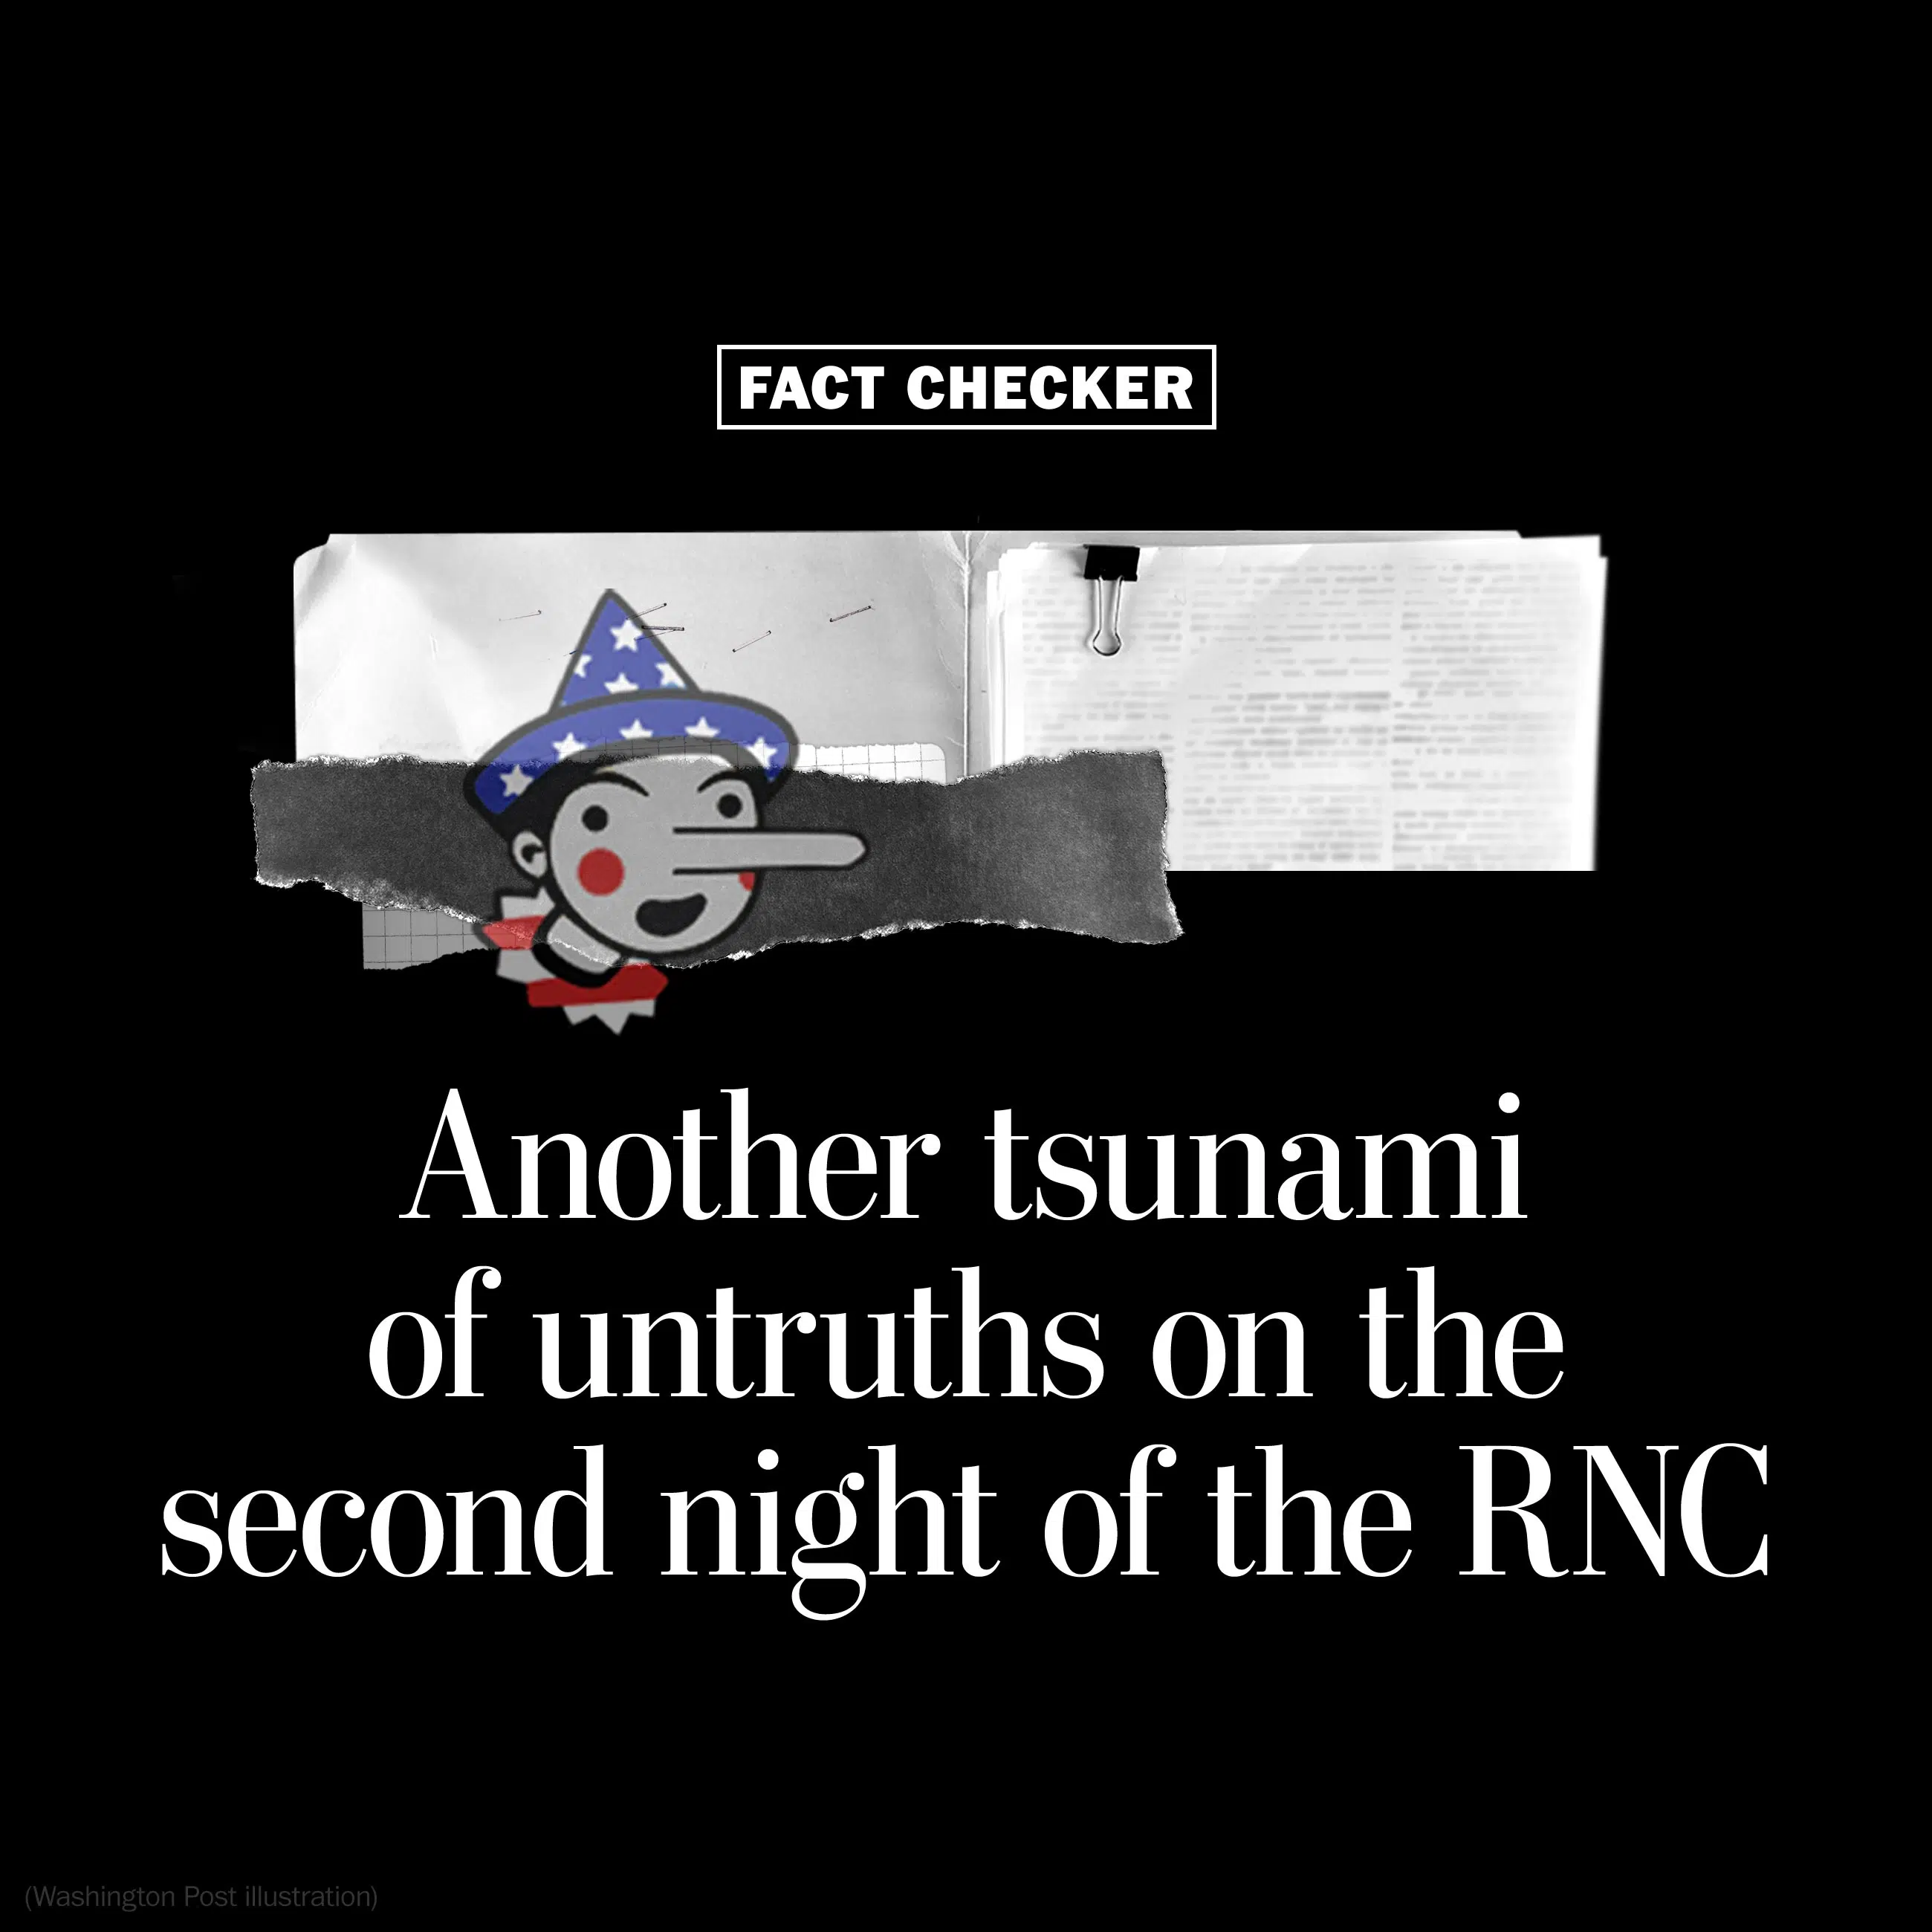 FACT CHECKER
Another tsunami
of untruths on the
second night of the RNC
(Washington Post illustration)